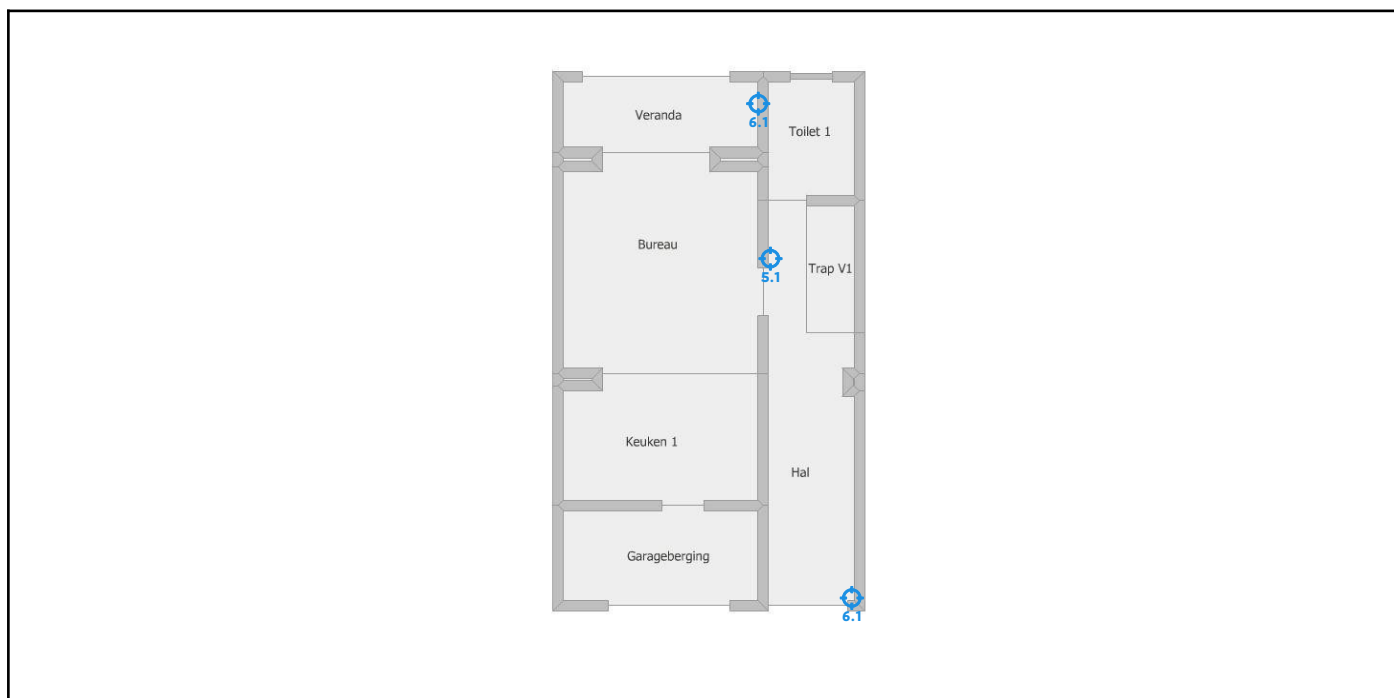 Veranda
6.1
Toilet 1
Bureau
5.1
Trap V1
Keuken 1
Hal
Garageberging
6.1